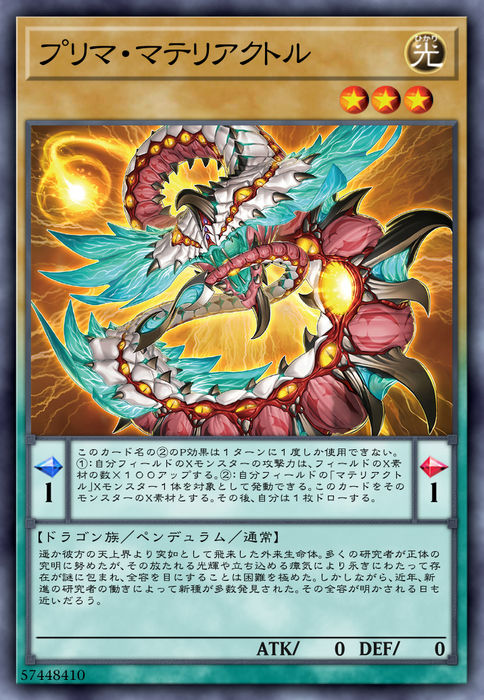 プリマ・マテリアクトル
ひかり
光
このカード名の②のP効果は1ターンに1度しか使用できない。
①:自分フィールドのXモンスターの攻撃力は、フィールドのX素
材の数×100アップする。②:自分フィールドの「マテリアクト
ル」Xモンスター1体を対象として発動できる。このカードをその
モンスターのX素材とする。その後、自分は1枚ドローする。
1
1
【ドラゴン族/ペンデュラム/通常】
遥か彼方の天上界より突如として飛来した外来生命体。多くの研究者が正体の
究明に努めたが、その放たれる光輝や立ち込める瘴気により永きにわたって存
在が謎に包まれ、全容を目にすることは困難を極めた。しかしながら、近年、新
進の研究者の働きによって新種が多数発見された。その全容が明かされる日も
近いだろう。
ATK/ 0 DEF/ 0
57448410